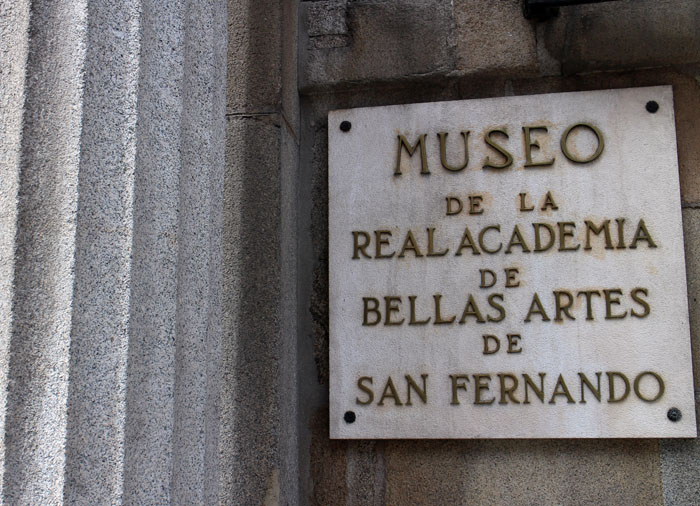 MUSEO
DE LA
REAL ACADEMIA
DE
BELLAS ARTES
DE
SAN FERNANDO